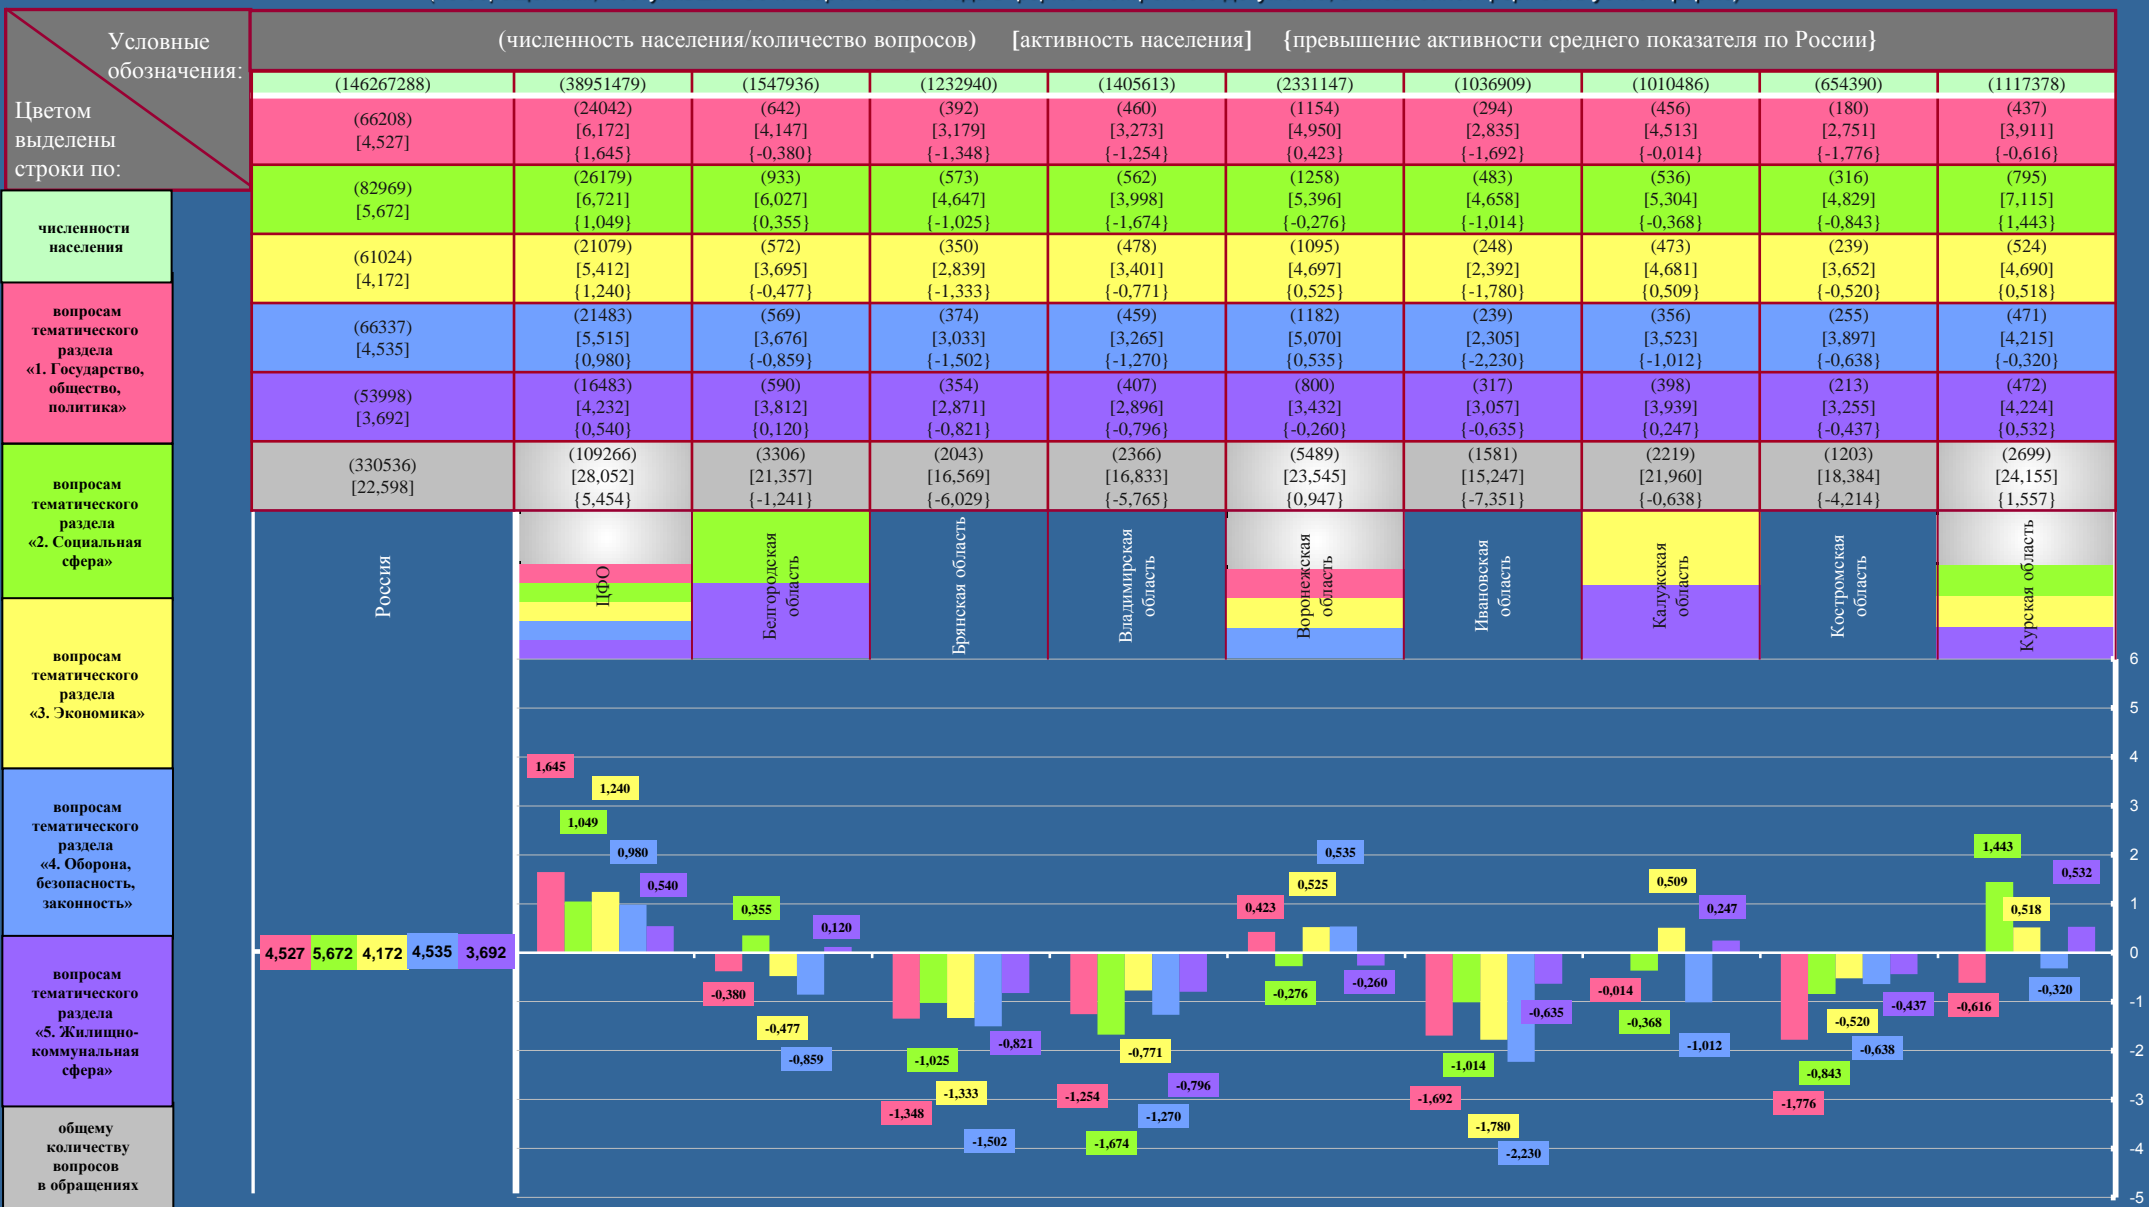 Условные
обозначения:
Цветом
выделены
строки по:
(численность населения/количество вопросов) [активность населения] {превышение активности среднего показателя по России}
(146267288) (38951479) (1547936) (1232940) (1405613) (2331147) (1036909) (1010486) (654390) (1117378)
(66208) (24042) (642) (392) (460) (1154) (294) (456) (180) (437)
[4,527] [6,172] [4,147] [3,179] [3,273] [4,950] [2,835] [4,513] [2,751] [3,911]
{1,645} {-0,380} {-1,348} {-1,254} {0,423} {-1,692} {-0,014} {-1,776} {-0,616}
(82969) (26179) (933) (573) (562) (1258) (483) (536) (316) (795)
[5,672] [6,721] [6,027] [4,647] [3,998] [5,396] [4,658] [5,304] [4,829] [7,115]
{1,049} {0,355} {-1,025} {-1,674} {-0,276} {-1,014} {-0,368} {-0,843} {1,443}
(61024) (21079) (572) (350) (478) (1095) (248) (473) (239) (524)
[4,172] [5,412] [3,695] [2,839] [3,401] [4,697] [2,392] [4,681] [3,652] [4,690]
{1,240} {-0,477} {-1,333} {-0,771} {0,525} {-1,780} {0,509} {-0,520} {0,518}
(66337) (21483) (569) (374) (459) (1182) (239) (356) (255) (471)
[4,535] [5,515] [3,676] [3,033] [3,265] [5,070] [2,305] [3,523] [3,897] [4,215]
{0,980} {-0,859} {-1,502} {-1,270} {0,535} {-2,230} {-1,012} {-0,638} {-0,320}
(53998) (16483) (590) (354) (407) (800) (317) (398) (213) (472)
[3,692] [4,232] [3,812] [2,871] [2,896] [3,432] [3,057] [3,939] [3,255] [4,224]
{0,540} {0,120} {-0,821} {-0,796} {-0,260} {-0,635} {0,247} {-0,437} {0,532}
(330536) (109266) (3306) (2043) (2366) (5489) (1581) (2219) (1203) (2699)
[22,598] [28,052] [21,357] [16,569] [16,833] [23,545] [15,247] [21,960] [18,384] [24,155]
{5,454} {-1,241} {-6,029} {-5,765} {0,947} {-7,351} {-0,638} {-4,214} {1,557}
численности
населения
вопросам
тематического
раздела
«1. Государство,
общество,
политика»
вопросам
тематического
раздела
«2. Социальная
сфера»
вопросам
тематического
раздела
«3. Экономика»
вопросам
тематического
раздела
«4. Оборона,
безопасность,
законность»
вопросам
тематического
раздела
«5. Жилищно-
коммунальная
сфера»
общему
количеству
вопросов
в обращениях
Россия
ЦФО
Белгородская
область
Брянская область
Владимирская
область
Воронежская
область
Ивановская
область
Калужская
область
Костромская
область
Курская область
4,527 5,672 4,172 4,535 3,692
1,645
1,049
1,240
0,980
0,540
-0,380
0,355
-0,477
-0,859
0,120
-1,348
-1,025
-1,333
-1,502
-0,821
-1,254
-1,674
-0,771
-1,270
-0,796
0,423
-0,276
0,525
0,535
-0,260
-1,692
-1,014
-1,780
-2,230
-0,635
-0,014
-0,368
0,509
-1,012
0,247
-1,776
-0,843
-0,520
-0,638
-0,437
-0,616
1,443
0,518
-0,320
0,532
6
5
4
3
2
1
0
-1
-2
-3
-4
-5